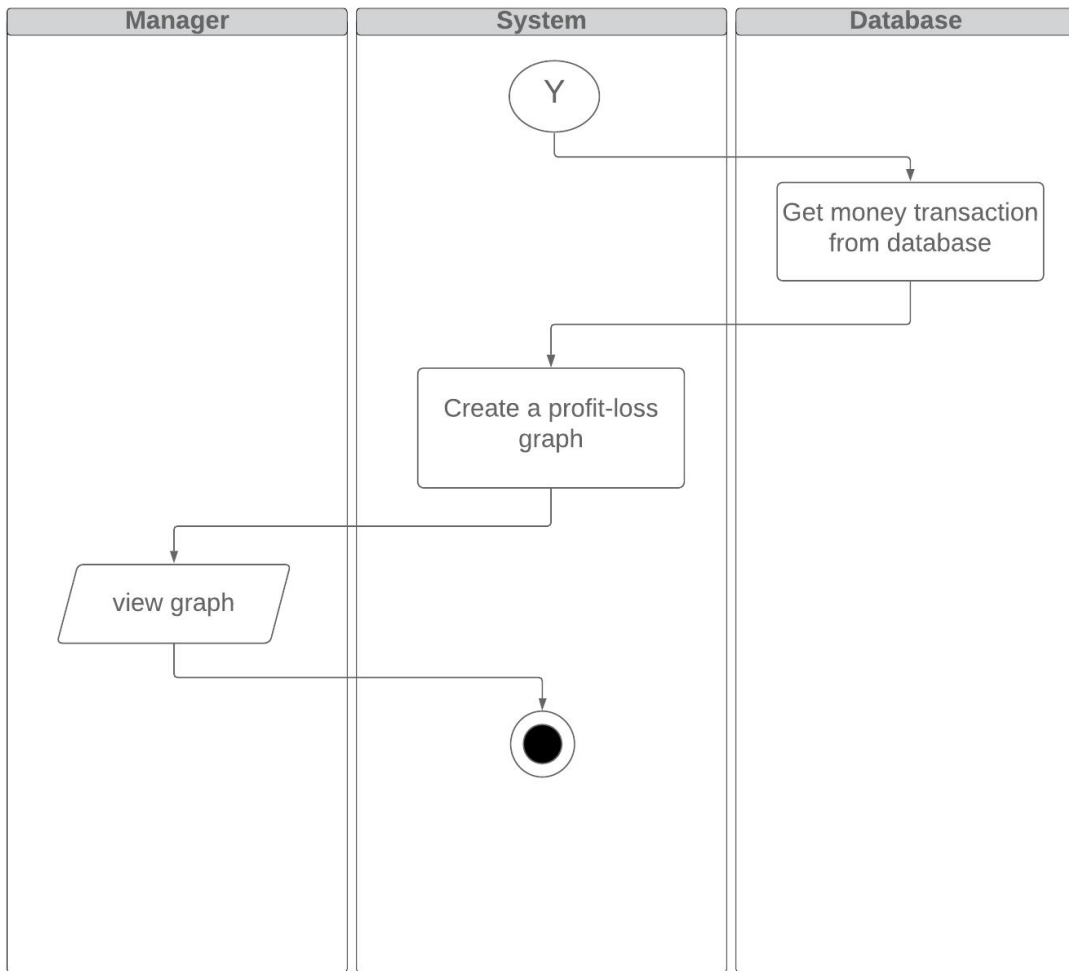 Manager
System
Database
Y
Get money transaction
from database
Create a profit-loss
graph
view graph